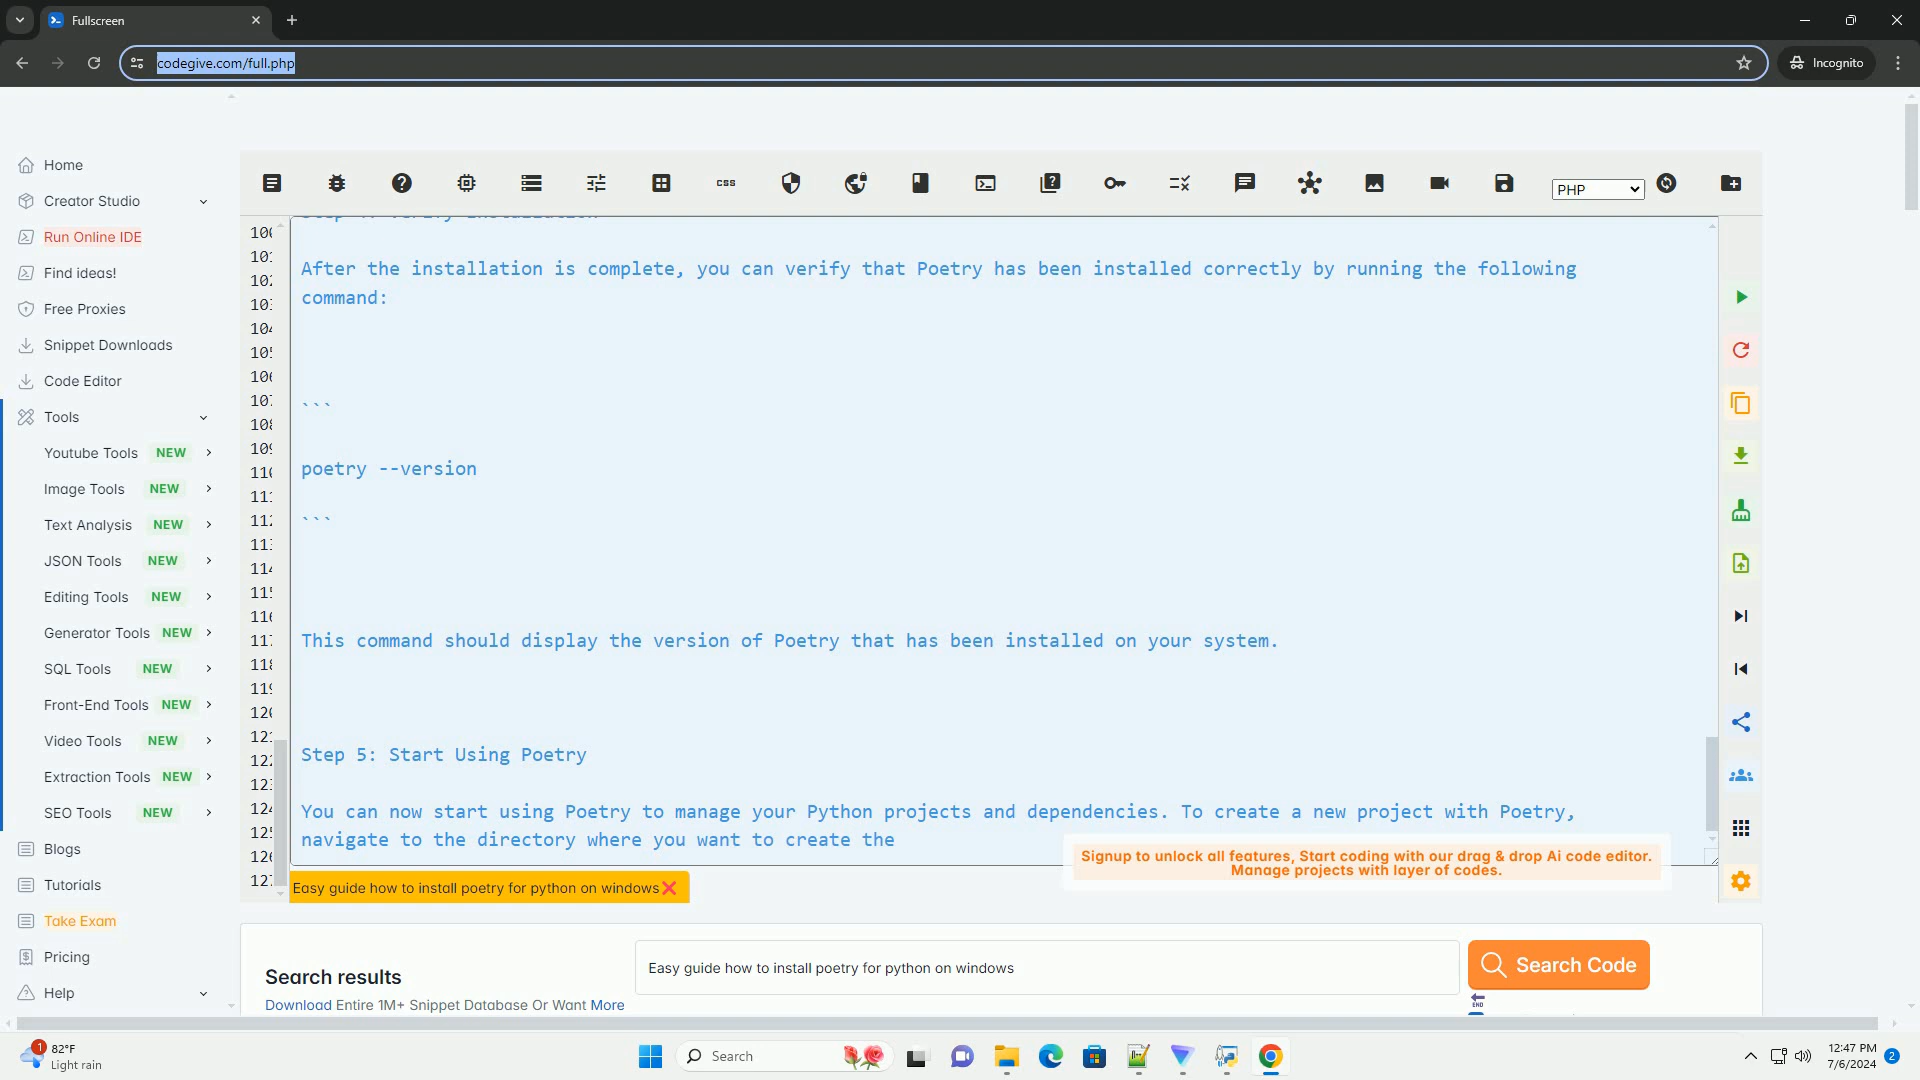 Fullscreen
codegive.com/full.php
Incognito
Home
Creator Studio
Run Online IDE
Find ideas!
Free Proxies
Snippet Downloads
Code Editor
Tools
Youtube Tools NEW
Image Tools NEW
Text Analysis NEW
JSON Tools NEW
Editing Tools NEW
Generator Tools NEW
SQL Tools NEW
Front-End Tools NEW
Video Tools NEW
Extraction Tools NEW
SEO Tools NEW
Blogs
Tutorials
Take Exam
Pricing
Help
css
PHP
After the installation is complete, you can verify that Poetry has been installed correctly by running the following
command:
```
poetry --version
```
This command should display the version of Poetry that has been installed on your system.
Step 5: Start Using Poetry
You can now start using Poetry to manage your Python projects and dependencies. To create a new project with Poetry,
navigate to the directory where you want to create the
Signup to unlock all features, Start coding with our drag & drop Ai code editor.
Manage projects with layer of codes.
Easy guide how to install poetry for python on windows
Search results
Download Entire 1M+ Snippet Database Or Want More
Easy guide how to install poetry for python on windows
Search Code
END
1
82°F
Light rain
Search
12:47 PM
7/6/2024
2